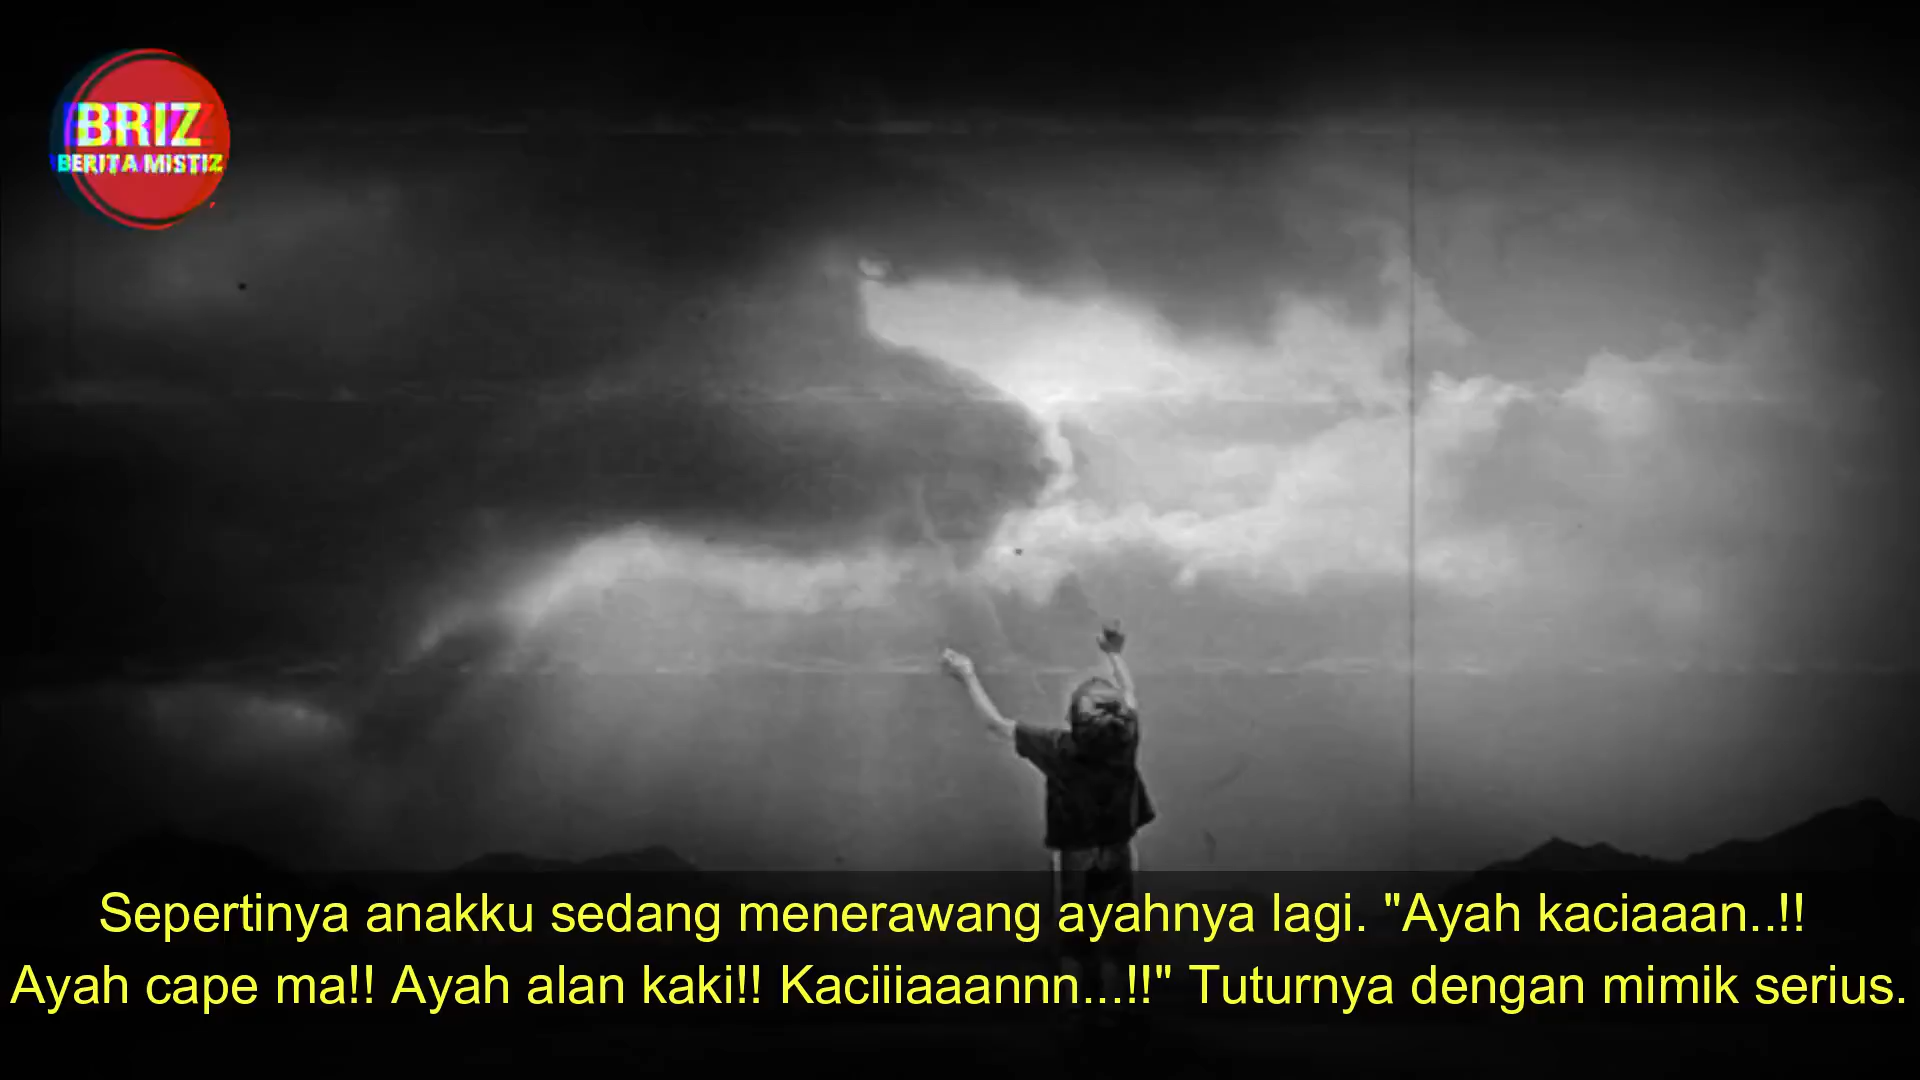 BRIZ
BERITA MISTIZ
Sepertinya anakku sedang menerawang ayahnya lagi. "Ayah kaciaaan..!!
Ayah cape ma!! Ayah alan kaki!! Kaciiiaaannn...!!" Tuturnya dengan mimik serius.